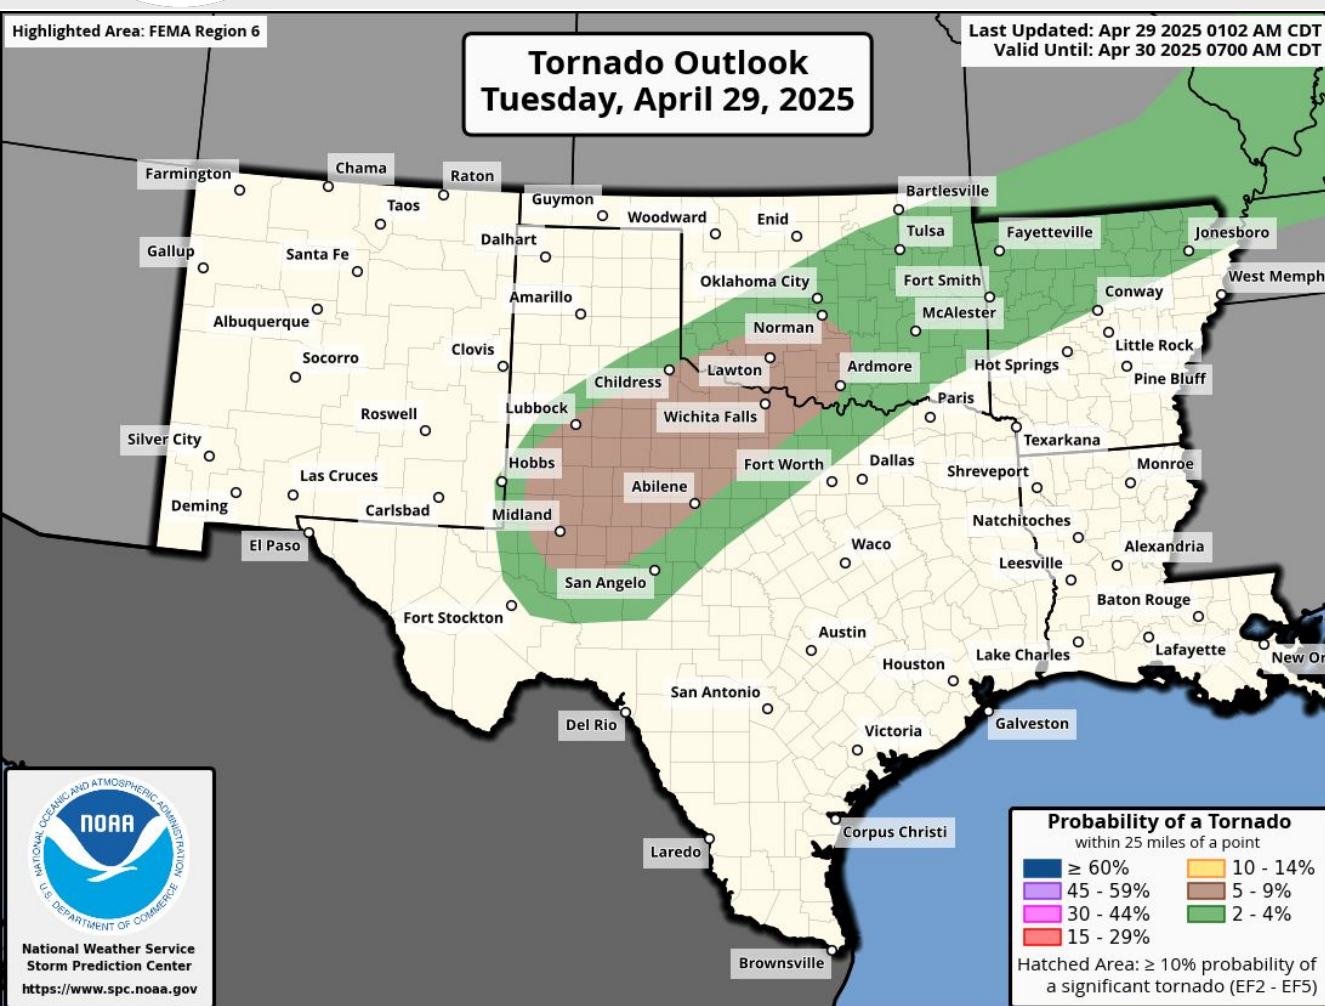 Highlighted Area: FEMA Region 6
Last Updated: Apr 29 2025 0102 AM CDT
Valid Until: Apr 30 2025 0700 AM CDT
Tornado Outlook
Tuesday, April 29, 2025
Farmington
Chama
Raton
Taos
Guymon
Woodward
Enid
Bartlesville
Tulsa
Fayetteville
Jonesboro
Gallup
Santa Fe
Dalhart
Oklahoma City
Fort Smith
West Memph
Albuquerque
Amarillo
Norman
McAlester
Conway
Little Rock
Socorro
Clovis
Childress
Lawton
Ardmore
Hot Springs
Pine Bluff
Roswell
Lubbock
Wichita Falls
Paris
Texarkana
Silver City
Las Cruces
Hobbs
Abilene
Fort Worth
Dallas
Shreveport
Monroe
Deming
Carlsbad
Midland
Natchitoches
El Paso
San Angelo
Waco
Leesville
Alexandria
Fort Stockton
Baton Rouge
Austin
Houston
Lake Charles
Lafayette
New Or
San Antonio
Del Rio
Victoria
Galveston
Corpus Christi
Laredo
Brownsville
NATIONAL OCEANIC AND ATMOSPHERIC ADMINISTRATION
NOAA
U.S. DEPARTMENT OF COMMERCE
National Weather Service
Storm Prediction Center
https://www.spc.noaa.gov
Probability of a Tornado
within 25 miles of a point
≥ 60%
45 - 59%
30 - 44%
15 - 29%
10 - 14%
5 - 9%
2 - 4%
Hatched Area: ≥ 10% probability of
a significant tornado (EF2 - EF5)